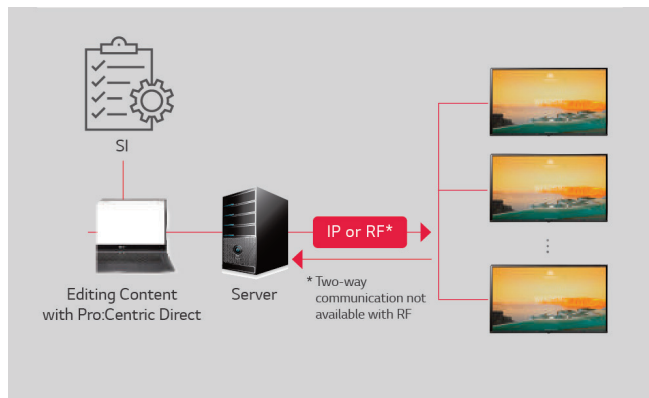 SI
IP or RF*
Editing Content
with Pro:Centric Direct
Server
* Two-way
communication not
available with RF